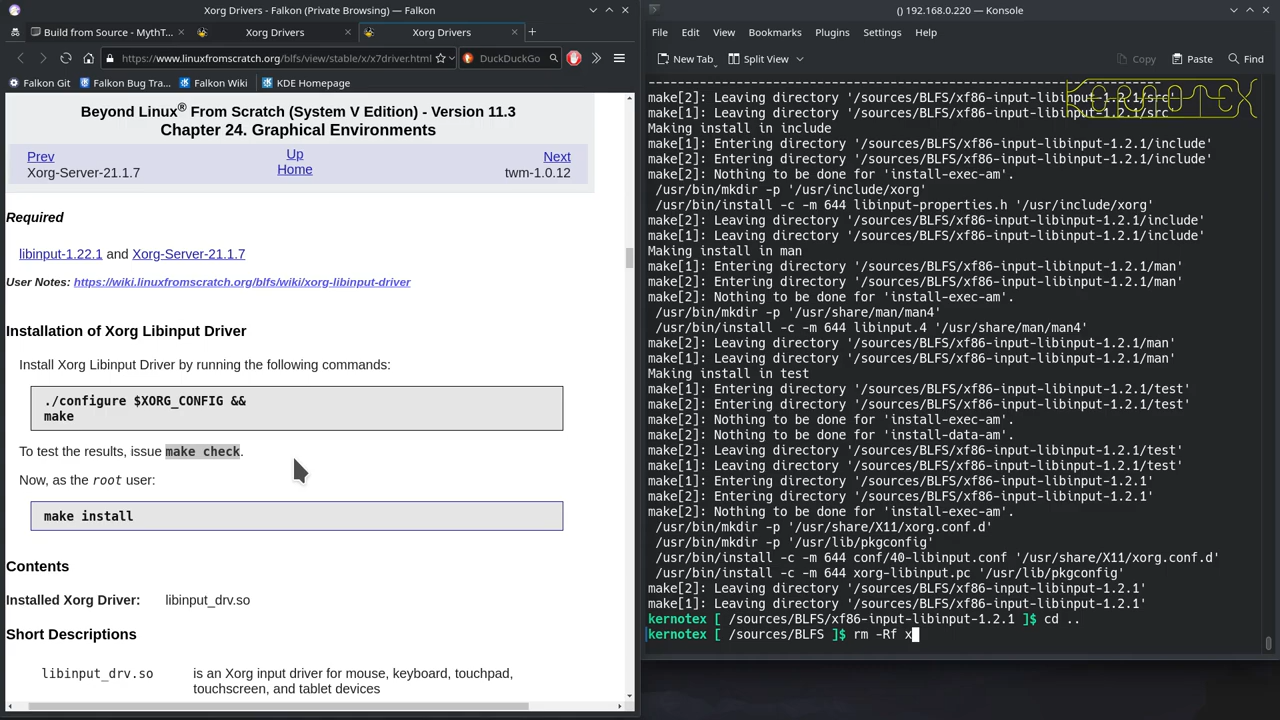 Xorg Drivers - Falkon (Private Browsing) — Falkon
Build from Source - MythT...
Xorg Drivers
Xorg Drivers
https://www.linuxfromscratch.org/blfs/view/stable/x/x7driver.html
DuckDuckGo
Falkon Git
Falkon Bug Tra...
Falkon Wiki
KDE Homepage
Beyond Linux® From Scratch (System V Edition) - Version 11.3
Chapter 24. Graphical Environments
Prev
Up
Next
Xorg-Server-21.1.7
Home
twm-1.0.12
Required
libinput-1.22.1 and Xorg-Server-21.1.7
User Notes: https://wiki.linuxfromscratch.org/blfs/wiki/xorg-libinput-driver
Installation of Xorg Libinput Driver
Install Xorg Libinput Driver by running the following commands:
./configure $XORG_CONFIG &&
make
To test the results, issue make check.
Now, as the root user:
make install
Contents
Installed Xorg Driver: libinput_drv.so
Short Descriptions
libinput_drv.so
is an Xorg input driver for mouse, keyboard, touchpad,
touchscreen, and tablet devices
() 192.168.0.220 — Konsole
File Edit View Bookmarks Plugins Settings Help
New Tab
Split View
Copy
Paste
Find
KERNOTEX
make[2]: Leaving directory '/sources/BLFS/xf86-input-libinput-1.2.1/src'
make[1]: Leaving directory '/sources/BLFS/xf86-input-libinput-1.2.1/src'
Making install in include
make[1]: Entering directory '/sources/BLFS/xf86-input-libinput-1.2.1/include'
make[2]: Entering directory '/sources/BLFS/xf86-input-libinput-1.2.1/include'
make[2]: Nothing to be done for 'install-exec-am'.
/usr/bin/mkdir -p '/usr/include/xorg'
/usr/bin/install -c -m 644 libinput-properties.h '/usr/include/xorg'
make[2]: Leaving directory '/sources/BLFS/xf86-input-libinput-1.2.1/include'
make[1]: Leaving directory '/sources/BLFS/xf86-input-libinput-1.2.1/include'
Making install in man
make[1]: Entering directory '/sources/BLFS/xf86-input-libinput-1.2.1/man'
make[2]: Entering directory '/sources/BLFS/xf86-input-libinput-1.2.1/man'
make[2]: Nothing to be done for 'install-exec-am'.
/usr/bin/mkdir -p '/usr/share/man/man4'
/usr/bin/install -c -m 644 libinput.4 '/usr/share/man/man4'
make[2]: Leaving directory '/sources/BLFS/xf86-input-libinput-1.2.1/man'
make[1]: Leaving directory '/sources/BLFS/xf86-input-libinput-1.2.1/man'
Making install in test
make[1]: Entering directory '/sources/BLFS/xf86-input-libinput-1.2.1/test'
make[2]: Entering directory '/sources/BLFS/xf86-input-libinput-1.2.1/test'
make[2]: Nothing to be done for 'install-exec-am'.
make[2]: Nothing to be done for 'install-data-am'.
make[2]: Leaving directory '/sources/BLFS/xf86-input-libinput-1.2.1/test'
make[1]: Leaving directory '/sources/BLFS/xf86-input-libinput-1.2.1/test'
make[1]: Entering directory '/sources/BLFS/xf86-input-libinput-1.2.1'
make[2]: Entering directory '/sources/BLFS/xf86-input-libinput-1.2.1'
make[2]: Nothing to be done for 'install-exec-am'.
/usr/bin/mkdir -p '/usr/share/X11/xorg.conf.d'
/usr/bin/mkdir -p '/usr/lib/pkgconfig'
/usr/bin/install -c -m 644 conf/40-libinput.conf '/usr/share/X11/xorg.conf.d'
/usr/bin/install -c -m 644 xorg-libinput.pc '/usr/lib/pkgconfig'
make[2]: Leaving directory '/sources/BLFS/xf86-input-libinput-1.2.1'
make[1]: Leaving directory '/sources/BLFS/xf86-input-libinput-1.2.1'
kernotex [ /sources/BLFS/xf86-input-libinput-1.2.1 ]$ cd ..
kernotex [ /sources/BLFS ]$ rm -Rf x